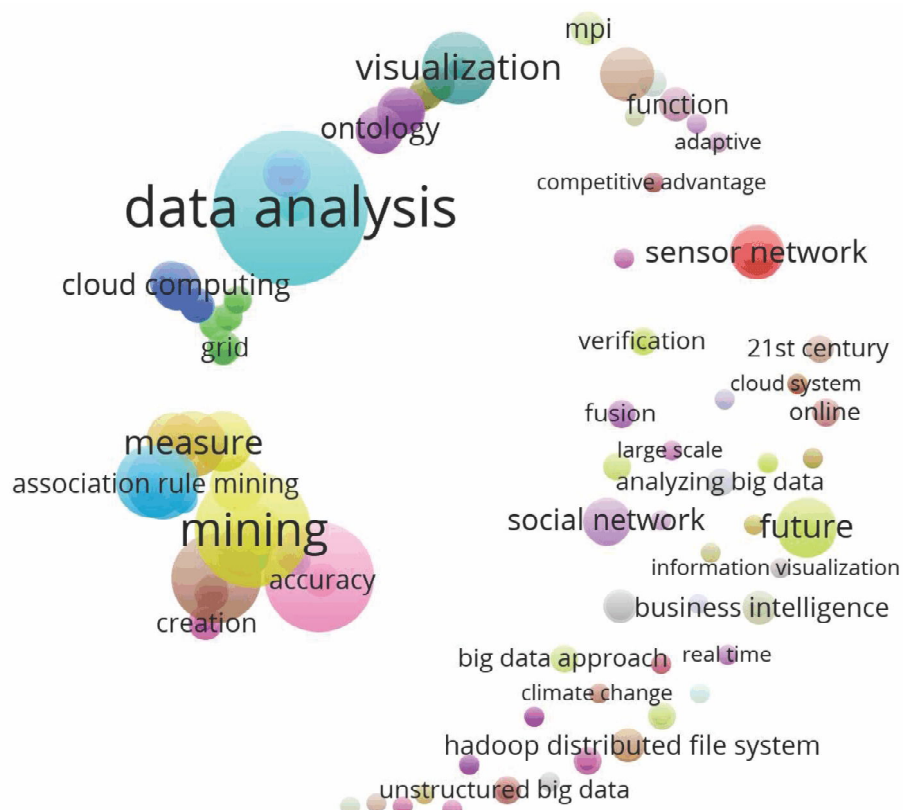 mpi
visualization
function
ontology
adaptive
competitive advantage
data analysis
sensor network
cloud computing
verification
grid
21st century
cloud system
fusion
online
measure
large scale
association rule mining
analyzing big data
mining
social network
future
information visualization
accuracy
business intelligence
creation
big data approach
real time
climate change
hadoop distributed file system
unstructured big data